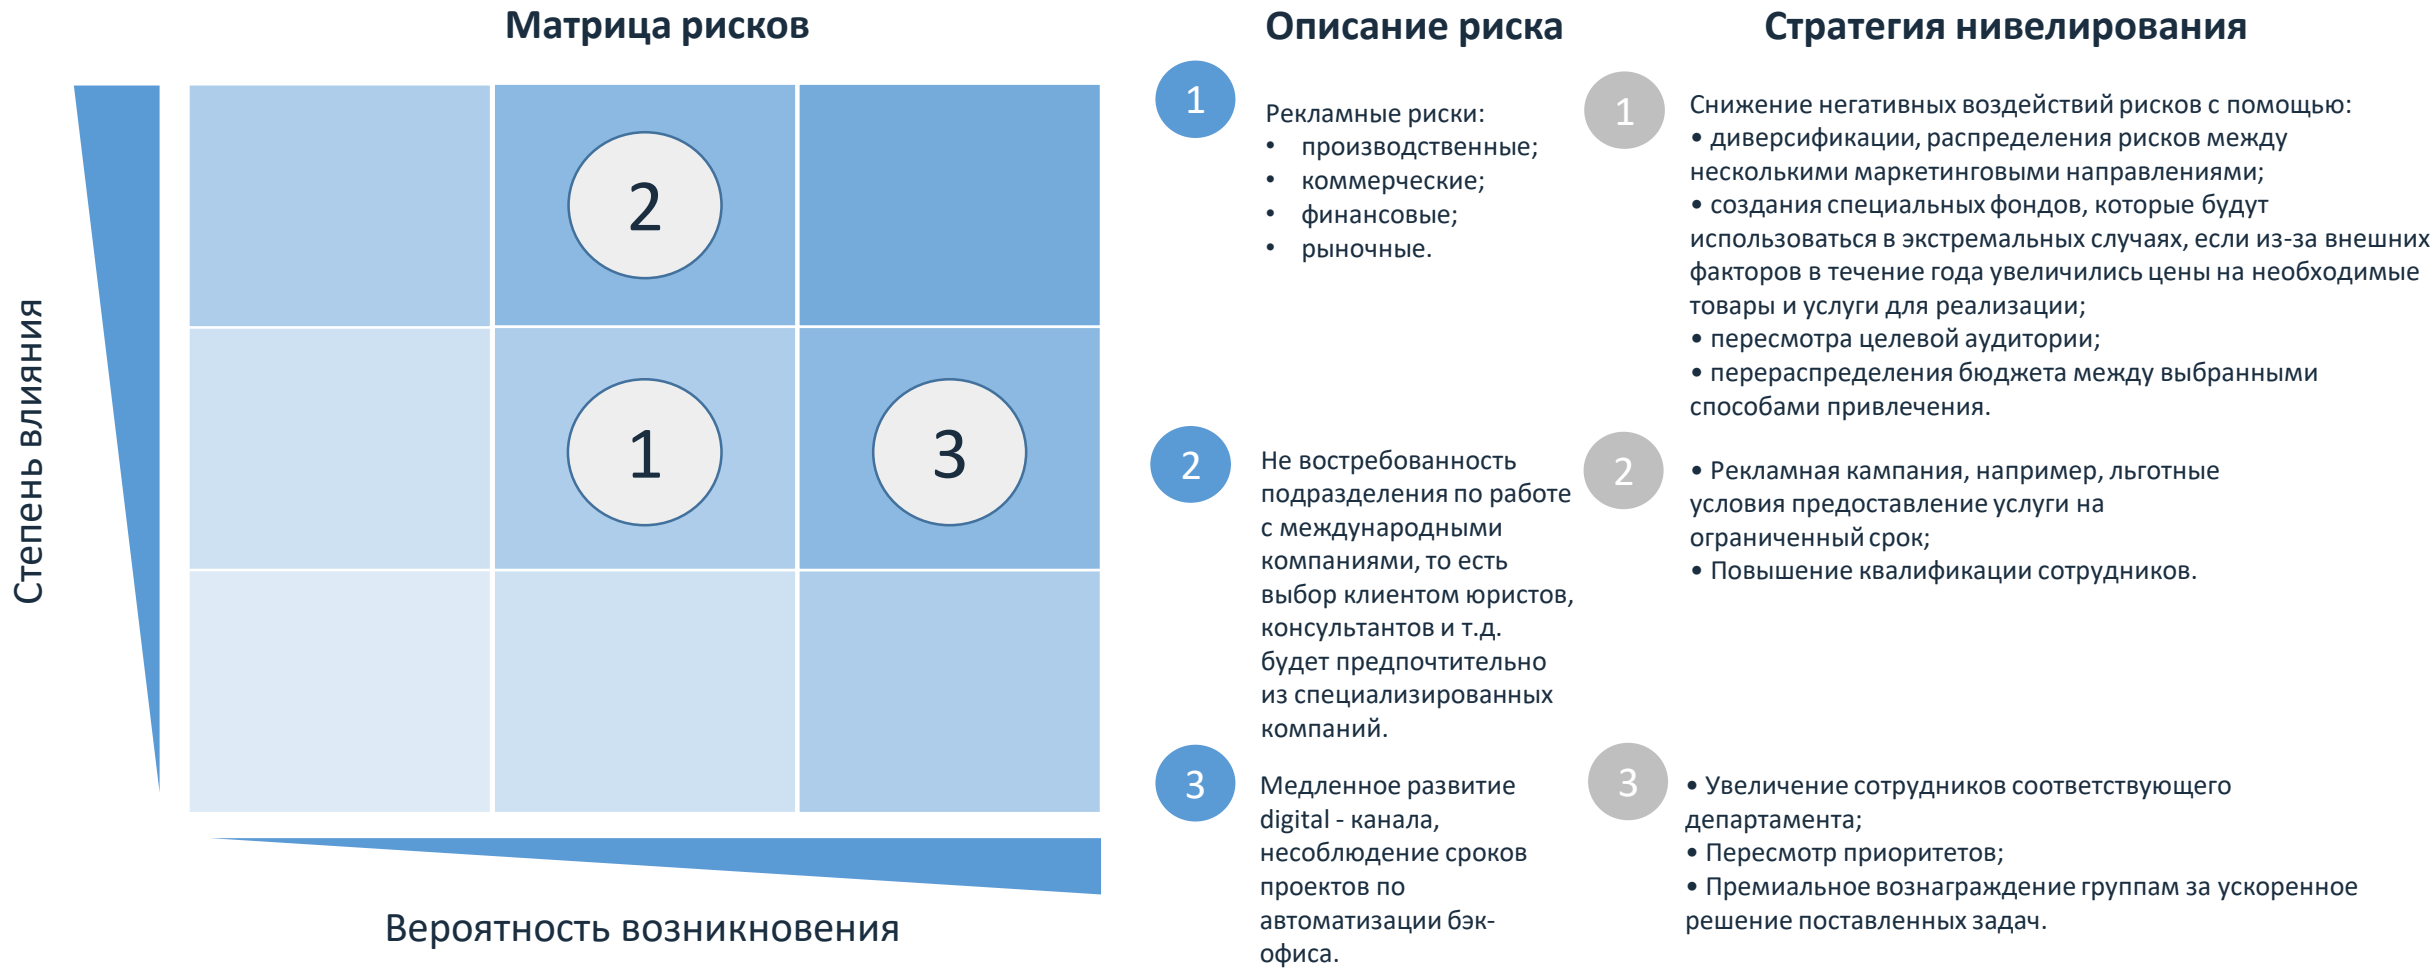 Матрица рисков
Степень влияния
2
1
3
Вероятность возникновения
Описание риска
1
Рекламные риски:
• производственные;
• коммерческие;
• финансовые;
• рыночные.
2
Не востребованность
подразделения по работе
с международными
компаниями, то есть
выбор клиентом юристов,
консультантов и т.д.
будет предпочтительно
из специализированных
компаний.
3
Медленное развитие
digital - канала,
несоблюдение сроков
проектов по
автоматизации бэк-
офиса.
Стратегия нивелирования
1
Снижение негативных воздействий рисков с помощью:
• диверсификации, распределения рисков между
несколькими маркетинговыми направлениями;
• создания специальных фондов, которые будут
использоваться в экстремальных случаях, если из-за внешних
факторов в течение года увеличились цены на необходимые
товары и услуги для реализации;
• пересмотра целевой аудитории;
• перераспределения бюджета между выбранными
способами привлечения.
2
• Рекламная кампания, например, льготные
условия предоставление услуги на
ограниченный срок;
• Повышение квалификации сотрудников.
3
• Увеличение сотрудников соответствующего
департамента;
• Пересмотр приоритетов;
• Премиальное вознаграждение группам за ускоренное
решение поставленных задач.